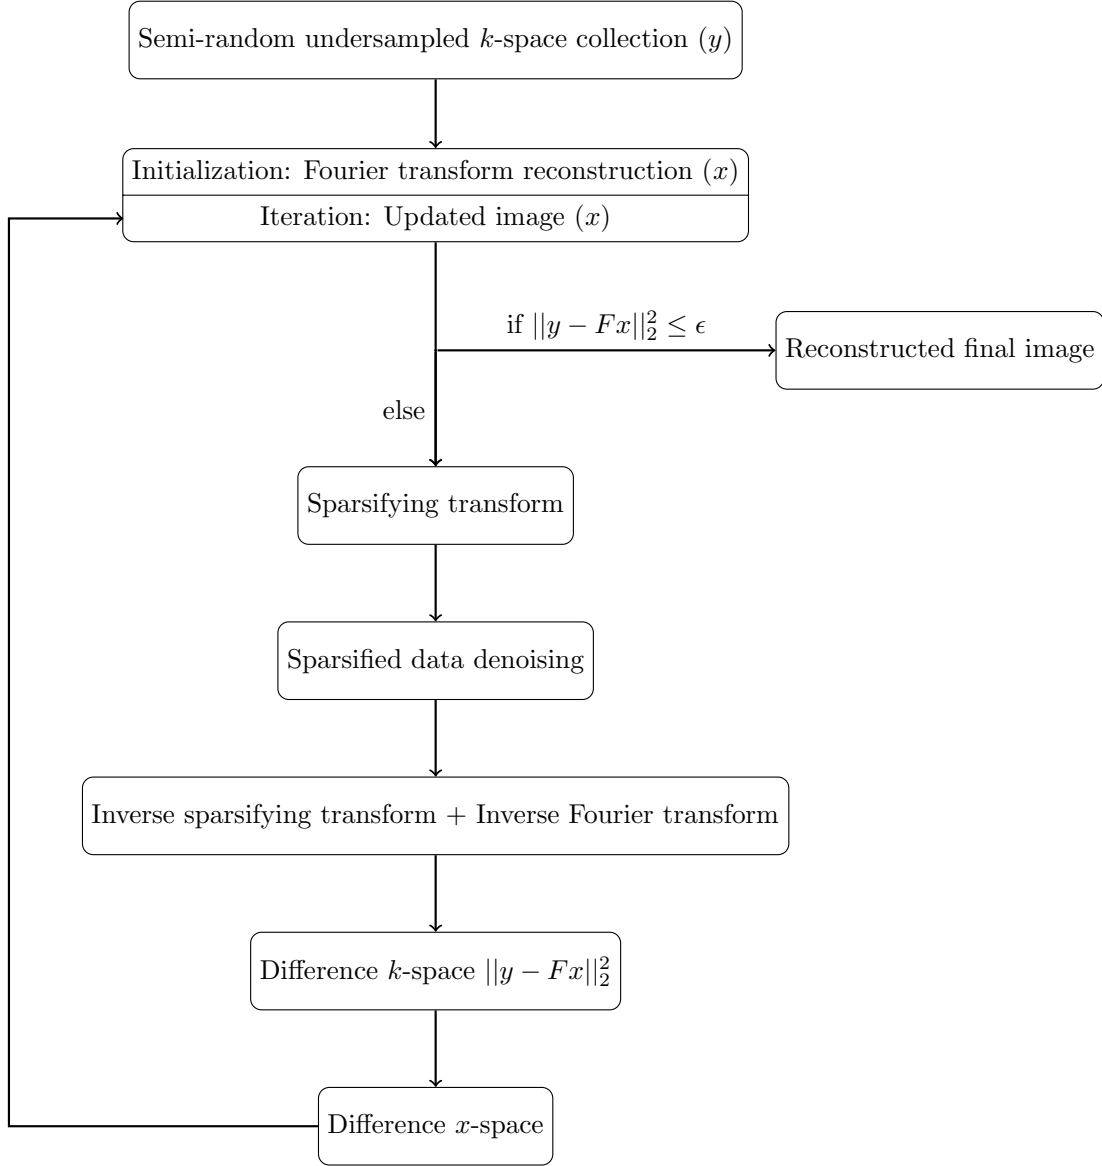 Semi-random undersampled k-space collection (y)
Initialization: Fourier transform reconstruction (x)
Iteration: Updated image (x)
if ||y − Fx||₂² ≤ ϵ
Reconstructed final image
else
Sparsifying transform
Sparsified data denoising
Inverse sparsifying transform + Inverse Fourier transform
Difference k-space ||y − Fx||₂²
Difference x-space